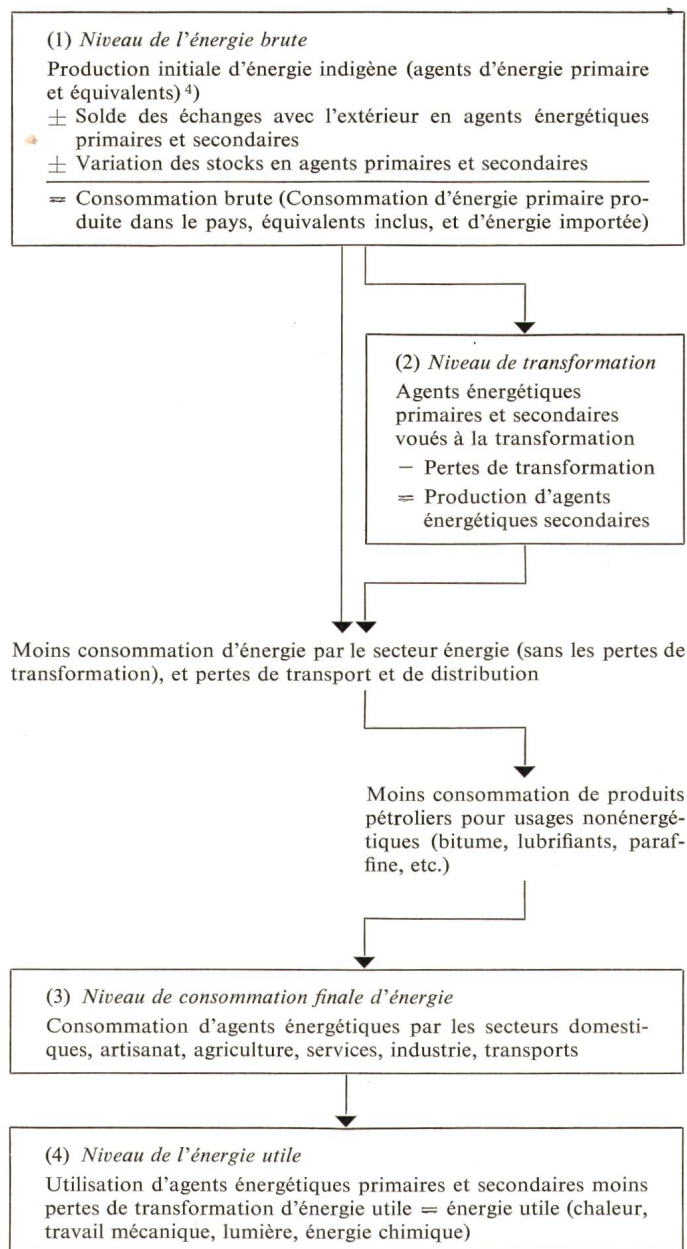 (1) Niveau de l'énergie brute
Production initiale d'énergie indigène (agents d'énergie primaire
et équivalents) 4)
± Solde des échanges avec l'extérieur en agents énergétiques
primaires et secondaires
± Variation des stocks en agents primaires et secondaires
= Consommation brute (Consommation d'énergie primaire pro-
duite dans le pays, équivalents inclus, et d'énergie importée)
(2) Niveau de transformation
Agents énergétiques
primaires et secondaires
voués à la transformation
− Pertes de transformation
= Production d'agents
énergétiques secondaires
Moins consommation d'énergie par le secteur énergie (sans les pertes de
transformation), et pertes de transport et de distribution
Moins consommation de produits
pétroliers pour usages nonénergé-
tiques (bitume, lubrifiants, paraf-
fine, etc.)
(3) Niveau de consommation finale d'énergie
Consommation d'agents énergétiques par les secteurs domesti-
ques, artisanat, agriculture, services, industrie, transports
(4) Niveau de l'énergie utile
Utilisation d'agents énergétiques primaires et secondaires moins
pertes de transformation d'énergie utile = énergie utile (chaleur,
travail mécanique, lumière, énergie chimique)